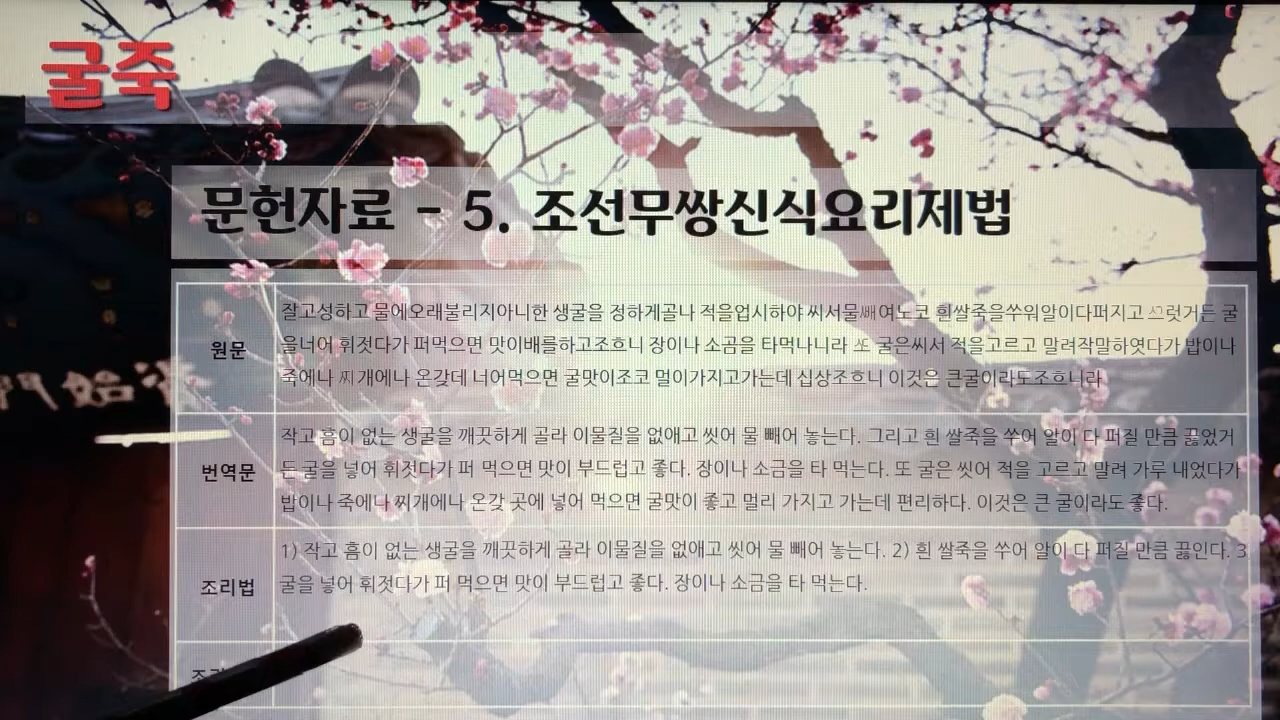 굴죽
문헌자료 - 5. 조선무쌍신식요리제법
원문
잘고성하고 물에오래불리지아니한 생굴을 정하게골나 적을업시하야 씨서물빼여노코 흰쌀죽을쑤워알이다퍼지고 거든 굴
을너어 휘젓다가 퍼먹으면 맛이배틀하고조흐니 장이나 소곰을 타먹나니라 또 굴은씨서 적을고르고 말려작말하엿다가 밥이나
죽에나 찌개에나 온갖데 너어먹으면 굴맛이조코 멀이가지고가는데 십상조흐니 이것은 큰굴이라도조흐니라
번역문
작고 흠이 없는 생굴을 깨끗하게 골라 이물질을 없애고 씻어 물 빼어 놓는다. 그리고 흰 쌀죽을 쑤어 알이 다 퍼질 만큼 끓었거
든 굴을 넣어 휘젓다가 퍼 먹으면 맛이 부드럽고 좋다. 장이나 소금을 타 먹는다. 또 굴은 씻어 적을 고르고 말려 가루 내었다가
밥이나 죽에나 찌개에나 온갖 곳에 넣어 먹으면 굴맛이 좋고 멀리 가지고 가는데 편리하다. 이것은 큰 굴이라도 좋다.
조리법
1) 작고 흠이 없는 생굴을 깨끗하게 골라 이물질을 없애고 씻어 물 빼어 놓는다. 2) 흰 쌀죽을 쑤어 알이 다 퍼질 만큼 끓인다. 3
굴을 넣어 휘젓다가 퍼 먹으면 맛이 부드럽고 좋다. 장이나 소금을 타 먹는다.